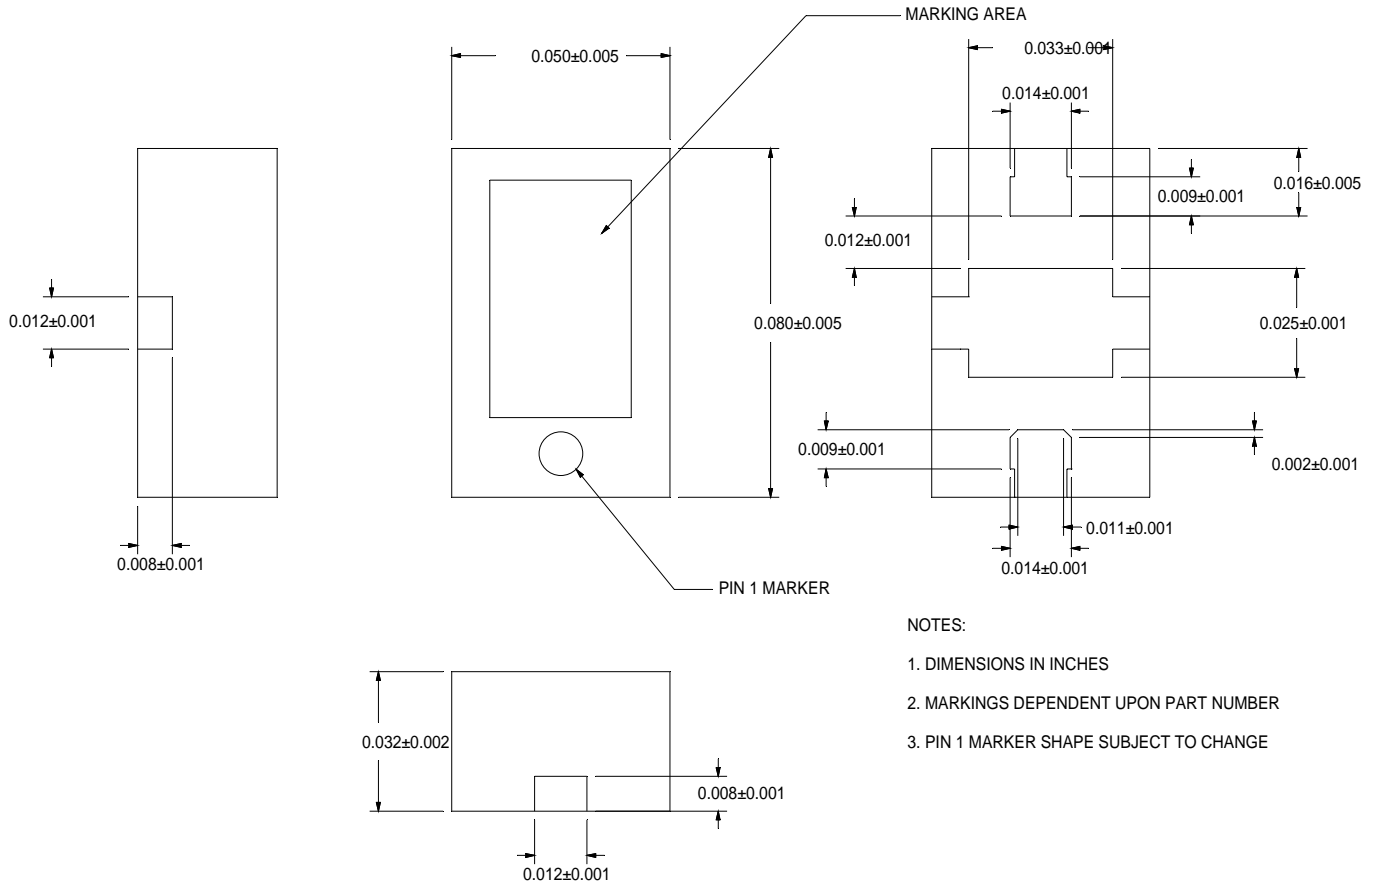 MARKING AREA
0.050±0.005
0.033±0.001
0.014±0.001
0.016±0.005
0.009±0.001
0.012±0.001
0.012±0.001
0.080±0.005
0.025±0.001
0.009±0.001
0.002±0.001
0.011±0.001
0.008±0.001
0.014±0.001
PIN 1 MARKER
NOTES:
1. DIMENSIONS IN INCHES
2. MARKINGS DEPENDENT UPON PART NUMBER
3. PIN 1 MARKER SHAPE SUBJECT TO CHANGE
0.032±0.002
0.008±0.001
0.012±0.001